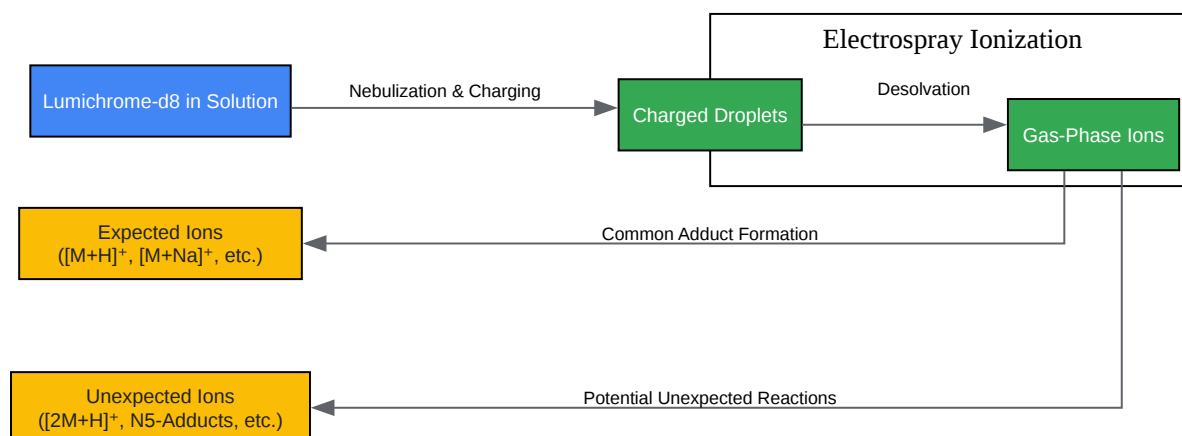 Electrospray Ionization
Lumichrome-d8 in Solution
Nebulization & Charging
Charged Droplets
Desolvation
Gas-Phase Ions
Expected Ions
([M+H]⁺, [M+Na]⁺, etc.)
Common Adduct Formation
Unexpected Ions
([2M+H]⁺, N5-Adducts, etc.)
Potential Unexpected Reactions